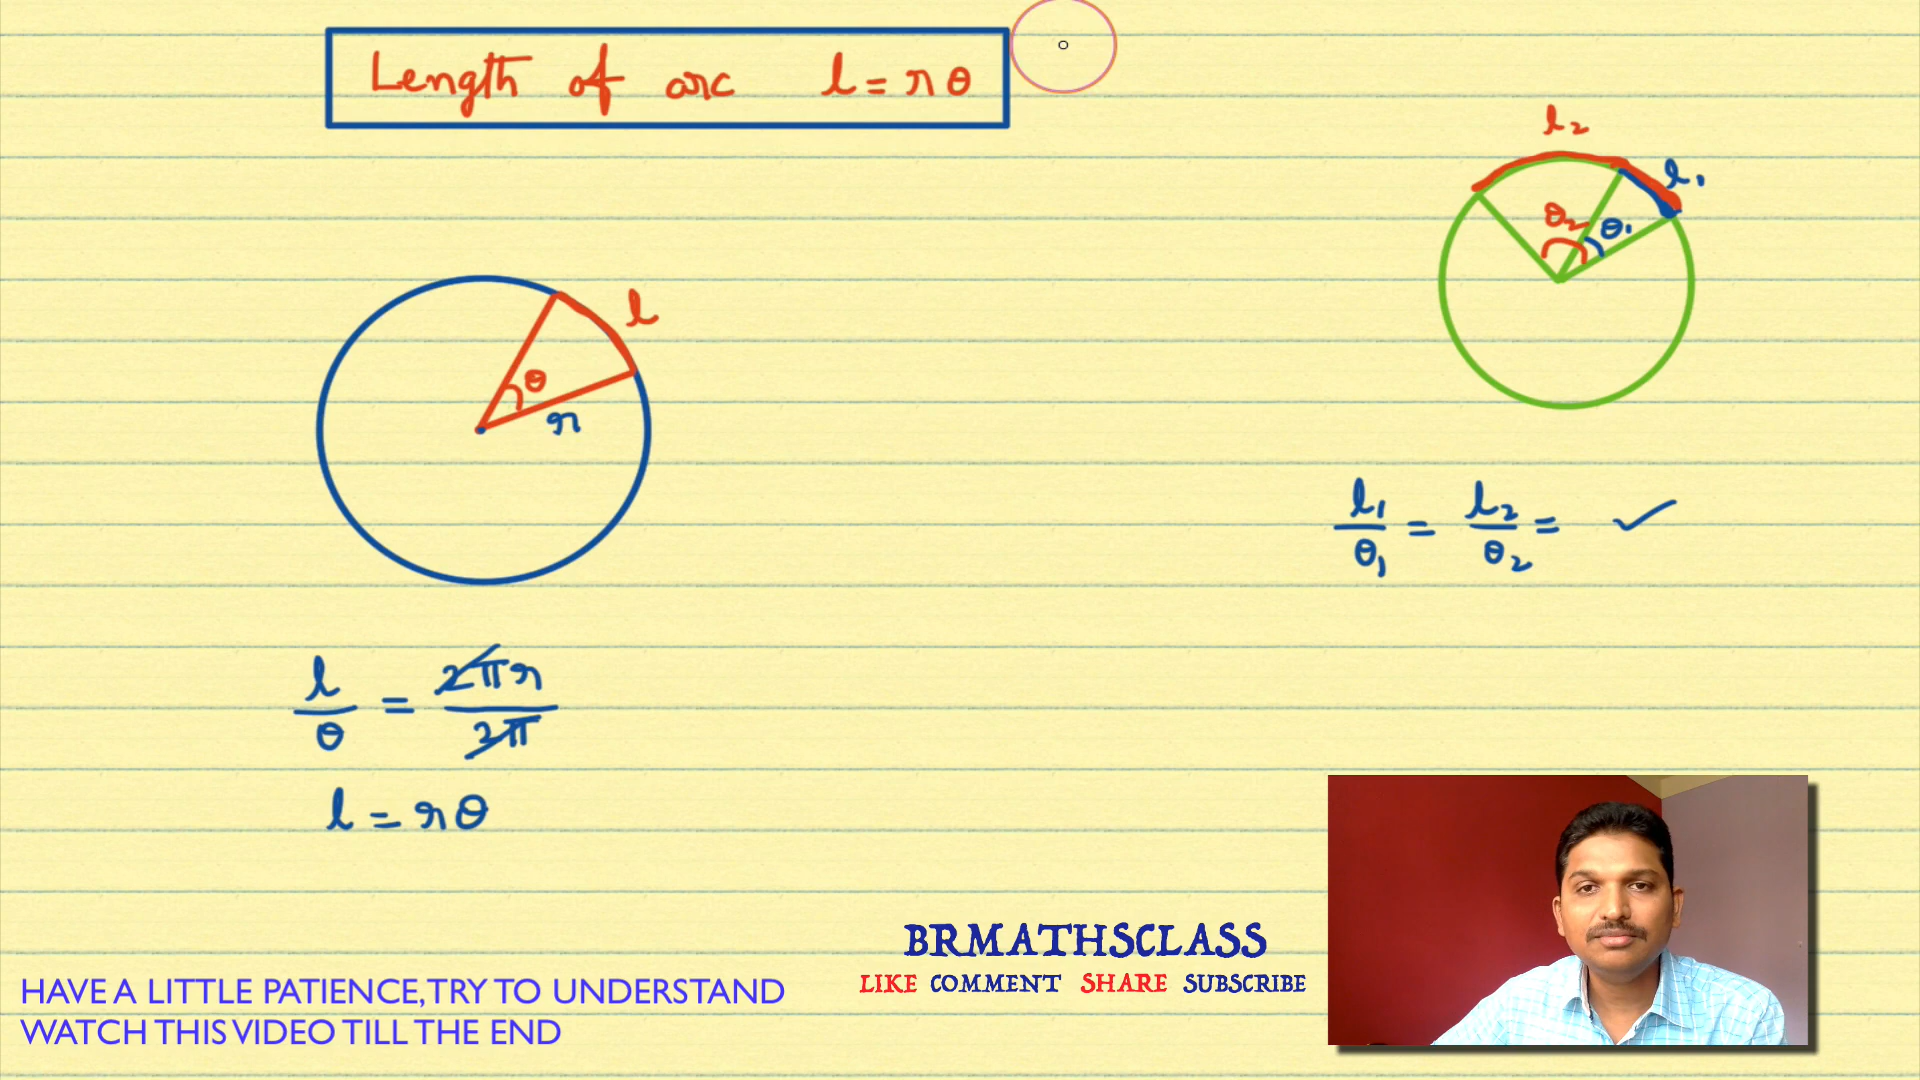 Length of arc l = r θ
l2
l1
θ2
θ1
l
θ
r
l1/θ1 = l2/θ2 = ✓
l/θ = 2πr/2π
l = r θ
BRMATHSCLASS
LIKE COMMENT SHARE SUBSCRIBE
HAVE A LITTLE PATIENCE,TRY TO UNDERSTAND
WATCH THIS VIDEO TILL THE END